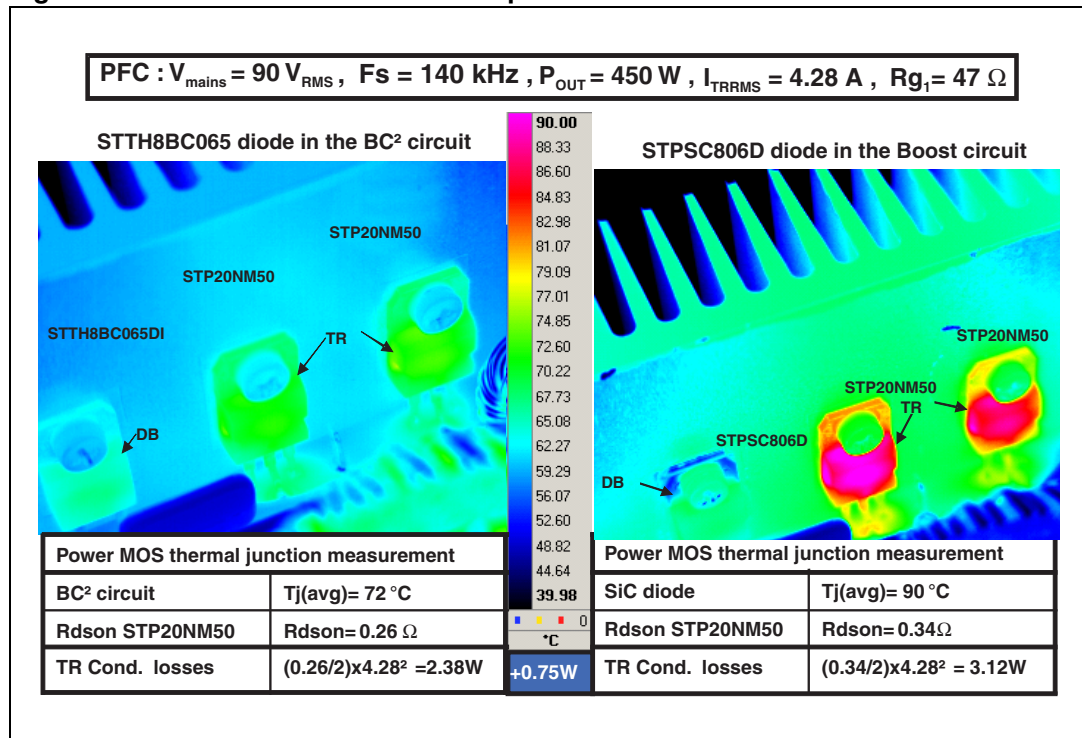 PFC : Vmains = 90 VRMS , Fs = 140 kHz , POUT = 450 W , ITRRMS = 4.28 A , Rg1= 47 Ω
STTH8BC065 diode in the BC² circuit
STP20NM50
STP20NM50
STTH8BC065DI
TR
DB
90.00
88.33
86.60
84.83
82.98
81.07
79.09
77.01
74.85
72.60
70.22
67.73
65.08
62.27
59.29
56.07
52.60
48.82
44.64
39.98
0
°C
+0.75W
STPSC806D diode in the Boost circuit
STP20NM50
STP20NM50
TR
STPSC806D
DB
Power MOS thermal junction measurement
BC² circuit Tj(avg)= 72 °C
Rdson STP20NM50 Rdson= 0.26 Ω
TR Cond. losses (0.26/2)x4.28² =2.38W
Power MOS thermal junction measurement
SiC diode Tj(avg)= 90 °C
Rdson STP20NM50 Rdson= 0.34Ω
TR Cond. losses (0.34/2)x4.28² = 3.12W